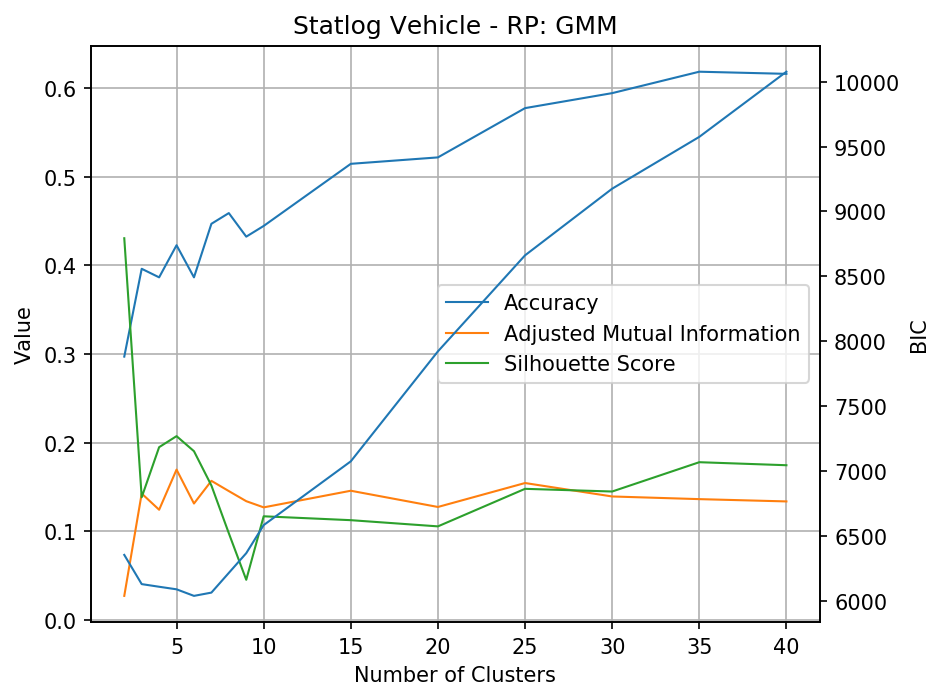 Statlog Vehicle - RP: GMM
Value
0.6
0.5
0.4
0.3
0.2
0.1
0.0
Accuracy
Adjusted Mutual Information
Silhouette Score
10000
9500
9000
8500
8000
7500
7000
6500
6000
BIC
5 10 15 20 25 30 35 40
Number of Clusters